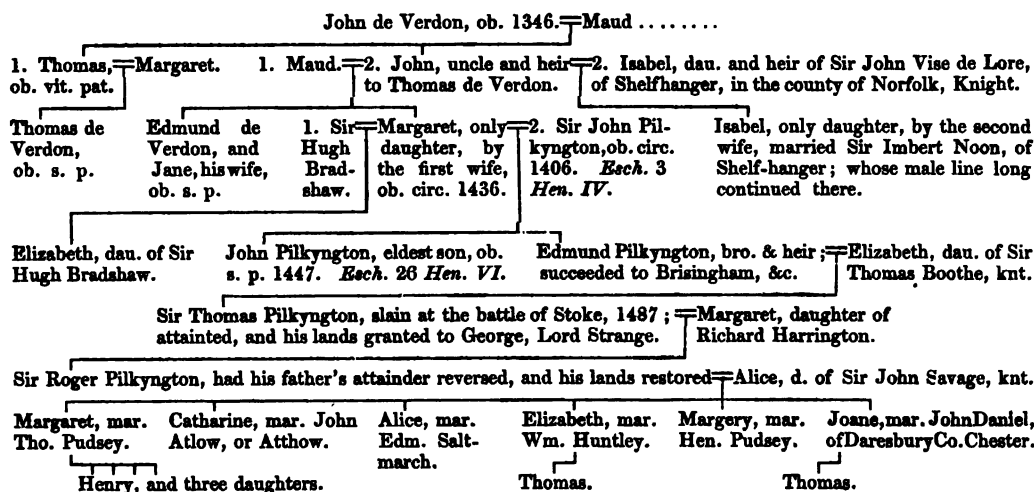 John de Verdon, ob. 1346.=Maud ........
1. Thomas,=Margaret. 1. Maud.=2. John, uncle and heir=2. Isabel, dau. and heir of Sir John Vise de Lore,
ob. vit. pat. to Thomas de Verdon. of Shelfhanger, in the county of Norfolk, Knight.
Thomas de Edmund de 1. Sir=Margaret, only=2. Sir John Pil- Isabel, only daughter, by the second
Verdon, Verdon, and Hugh daughter, by kyngton, ob. circ. wife, married Sir Imbert Noon, of
ob. s. p. Jane, his wife, Brad- the first wife, 1406. Esch. 3 Shelf-hanger; whose male line long
ob. s. p. shaw. ob. circ. 1436. Hen. IV. continued there.
Elizabeth, dau. of Sir John Pilkyngton, eldest son, ob. Edmund Pilkyngton, bro. & heir;=Elizabeth, dau. of Sir
Hugh Bradshaw. s. p. 1447. Esch. 26 Hen. VI. succeeded to Brisingham, &c. Thomas Boothe, knt.
Sir Thomas Pilkyngton, slain at the battle of Stoke, 1487;=Margaret, daughter of
attainted, and his lands granted to George, Lord Strange. Richard Harrington.
Sir Roger Pilkyngton, had his father's attainder reversed, and his lands restored=Alice, d. of Sir John Savage, knt.
Margaret, mar. Catharine, mar. John Alice, mar. Elizabeth, mar. Margery, mar. Joane, mar. John Daniel,
Tho. Pudsey. Atlow, or Atthow. Edm. Salt- Wm. Huntley. Hen. Pudsey. of Daresbury Co. Chester.
march.
Henry, and three daughters. Thomas. Thomas.